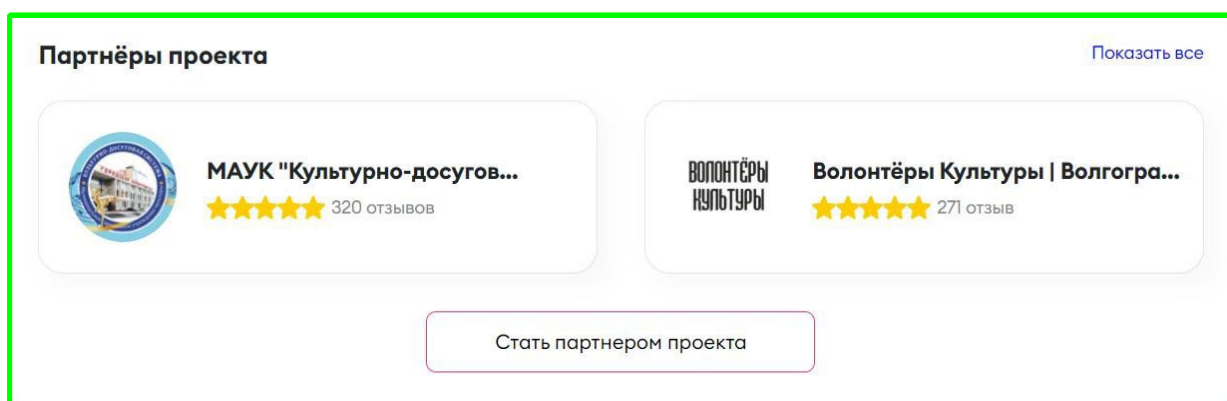 Партнёры проекта
Показать все
МАУК "Культурно-досугов...
320 отзывов
ВОЛОНТЁРЫ
КУЛЬТУРЫ
Волонтёры Культуры | Волгогра...
271 отзыв
Стать партнером проекта